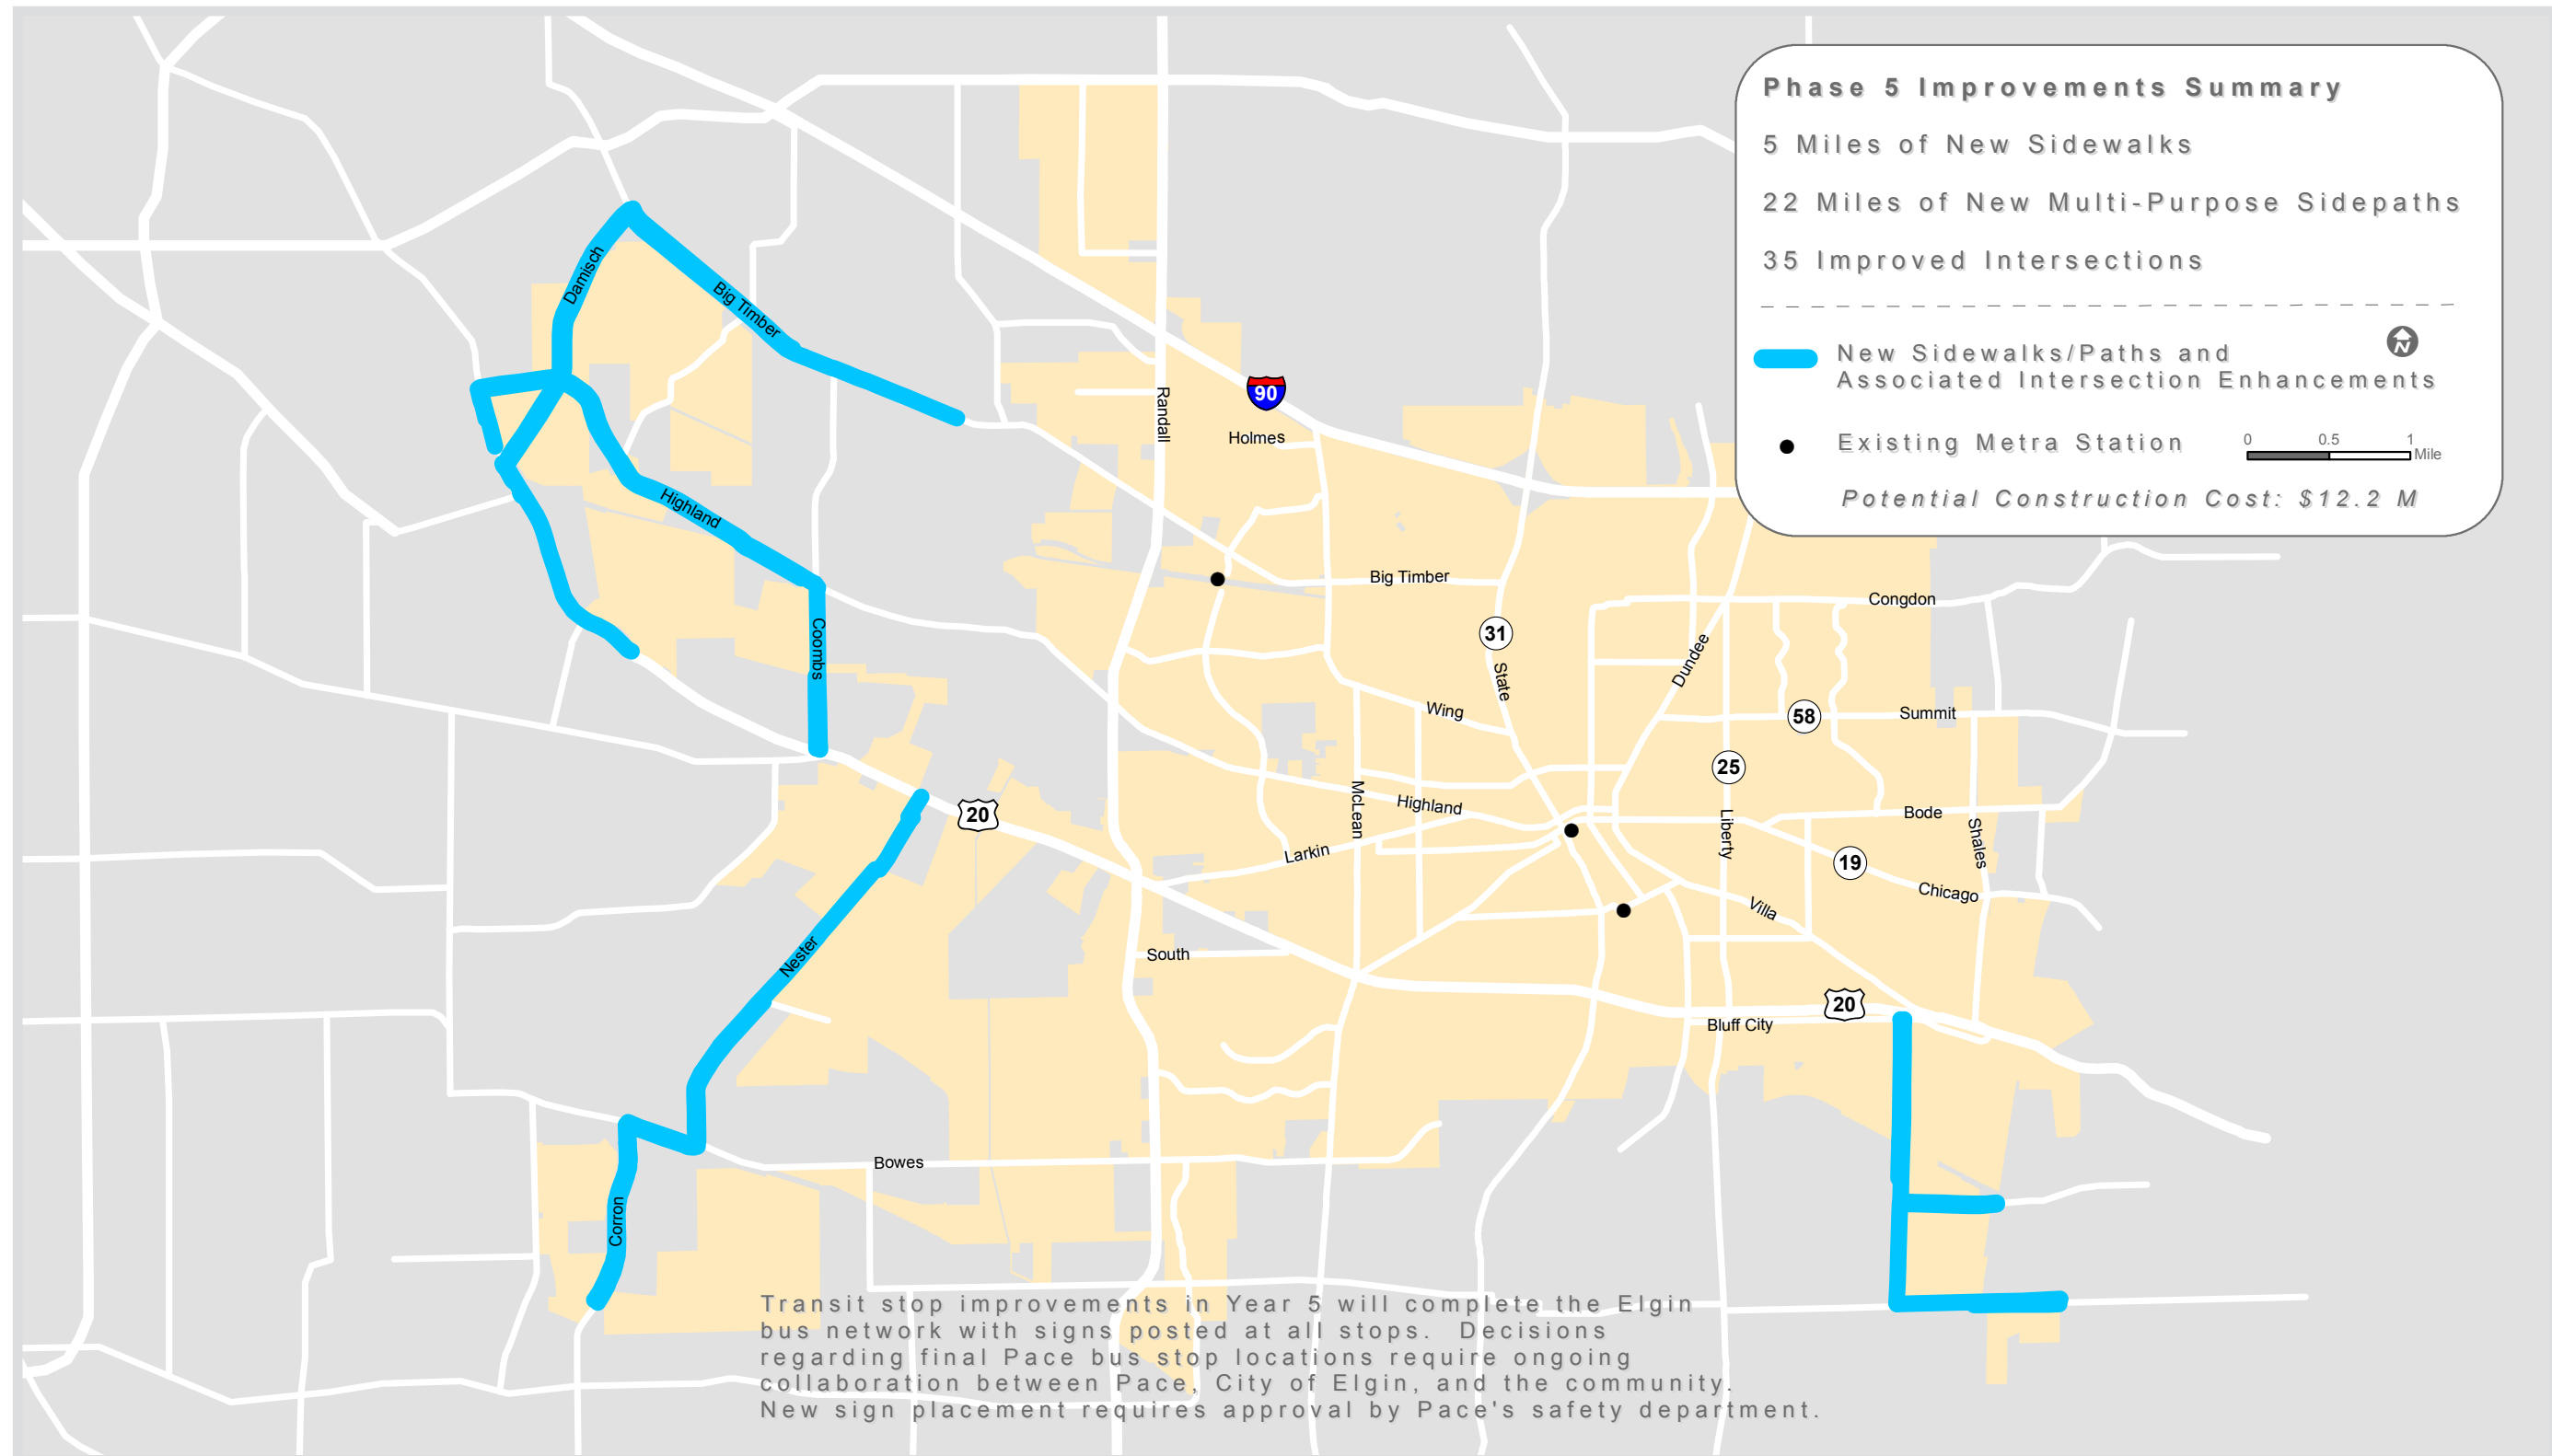 Phase 5 Improvements Summary
5 Miles of New Sidewalks
22 Miles of New Multi-Purpose Sidepaths
35 Improved Intersections
New Sidewalks/Paths and
Associated Intersection Enhancements
N
Existing Metra Station
0 0.5 1
Mile
Potential Construction Cost: $12.2 M
Damisch
Big Timber
Randall
90
Holmes
Highland
Big Timber
Congdon
Coombs
31
State
Dundee
Wing
58
Summit
25
20
McLean
Highland
Liberty
Bode
Shales
Larkin
19
Chicago
Villa
Nester
South
20
Bluff City
Bowes
Corron
Transit stop improvements in Year 5 will complete the Elgin
bus network with signs posted at all stops. Decisions
regarding final Pace bus stop locations require ongoing
collaboration between Pace, City of Elgin, and the community.
New sign placement requires approval by Pace's safety department.